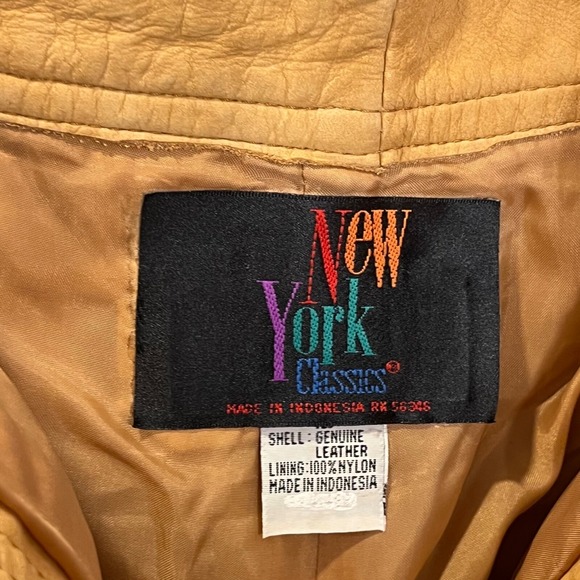 New
York
Classics®
MADE IN INDONESIA RN 56346
SHELL: GENUINE
LEATHER
LINING:100%NYLON
MADE IN INDONESIA